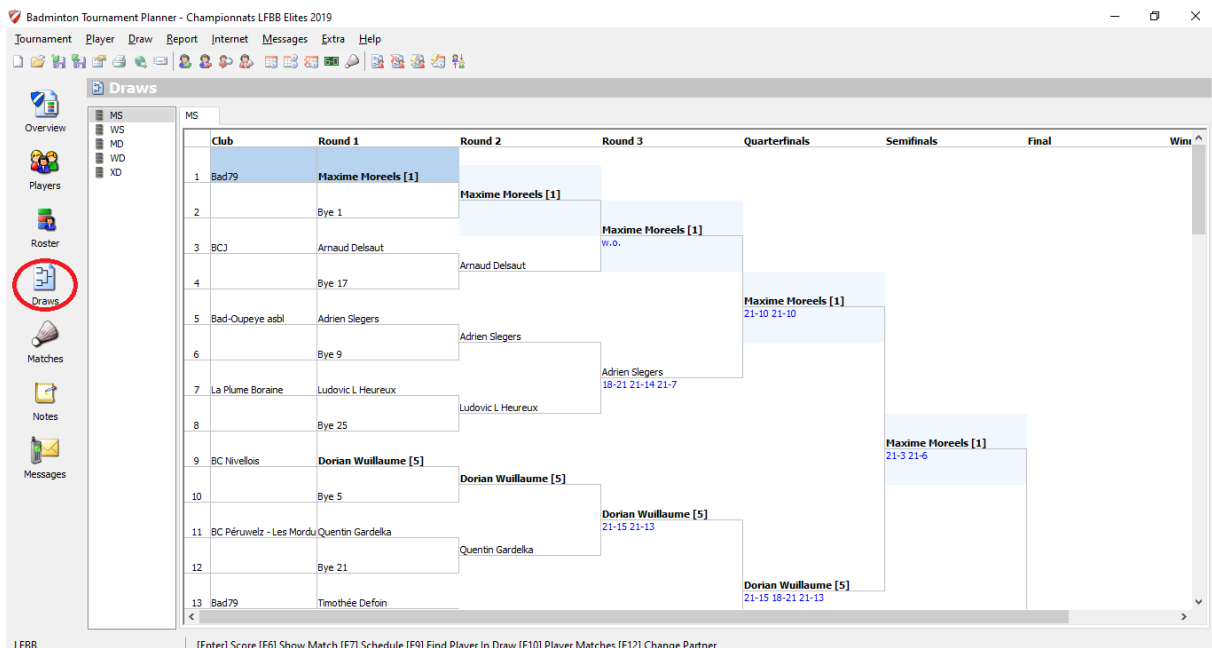 Badminton Tournament Planner - Championnats LFBB Elites 2019
Tournament Player Draw Report Internet Messages Extra Help
Draws
Overview
Players
Roster
Draws
Matches
Notes
Messages
MS
WS
MD
WD
XD
MS
Club Round 1 Round 2 Round 3 Quarterfinals Semifinals Final
1 Bad79 Maxime Moreels [1]
Maxime Moreels [1]
2 Bye 1
Maxime Moreels [1]
w.o.
3 BCJ Arnaud Delsaut
Arnaud Delsaut
4 Bye 17
Maxime Moreels [1]
21-10 21-10
5 Bad-Oupeye asbl Adrien Slegers
Adrien Slegers
6 Bye 9
Adrien Slegers
18-21 21-14 21-7
7 La Plume Boraine Ludovic L Heureux
Ludovic L Heureux
8 Bye 25
Maxime Moreels [1]
21-3 21-6
9 BC Nivellois Dorian Wuillaume [5]
Dorian Wuillaume [5]
10 Bye 5
Dorian Wuillaume [5]
21-15 21-13
11 BC Péruwelz - Les Mordu Quentin Gardelka
Quentin Gardelka
12 Bye 21
Dorian Wuillaume [5]
21-15 18-21 21-13
13 Bad79 Timothée Defoin
LFBB [Enter] Score [F6] Show Match [F7] Schedule [F9] Find Player In Draw [F10] Player Matches [F12] Change Partner